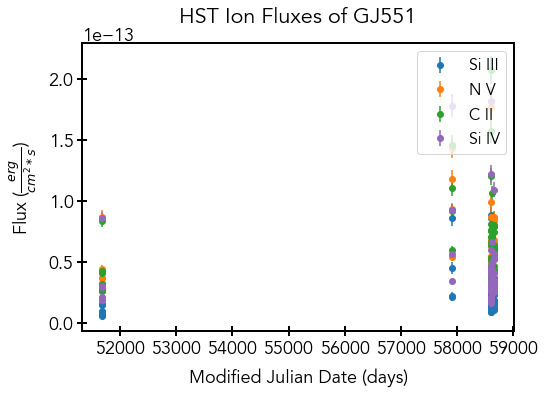 HST Ion Fluxes of GJ551
1e−13
Flux (erg/cm²*s)
2.0
1.5
1.0
0.5
0.0
Si III
N V
C II
Si IV
52000 53000 54000 55000 56000 57000 58000 59000
Modified Julian Date (days)